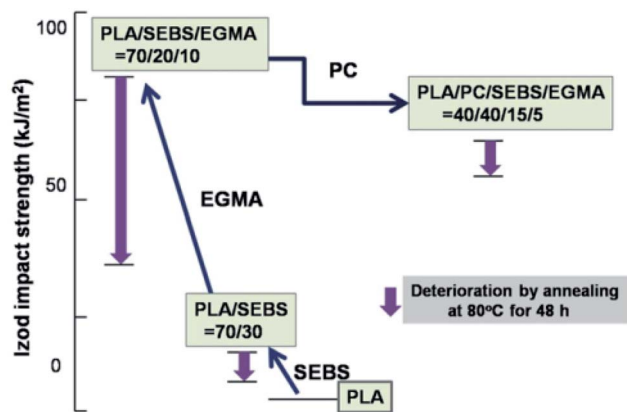 100
PLA/SEBS/EGMA
=70/20/10
PC
PLA/PC/SEBS/EGMA
=40/40/15/5
Izod impact strength (kJ/m²)
50
EGMA
PLA/SEBS
=70/30
Deterioration by annealing
at 80ºC for 48 h
0
SEBS
PLA